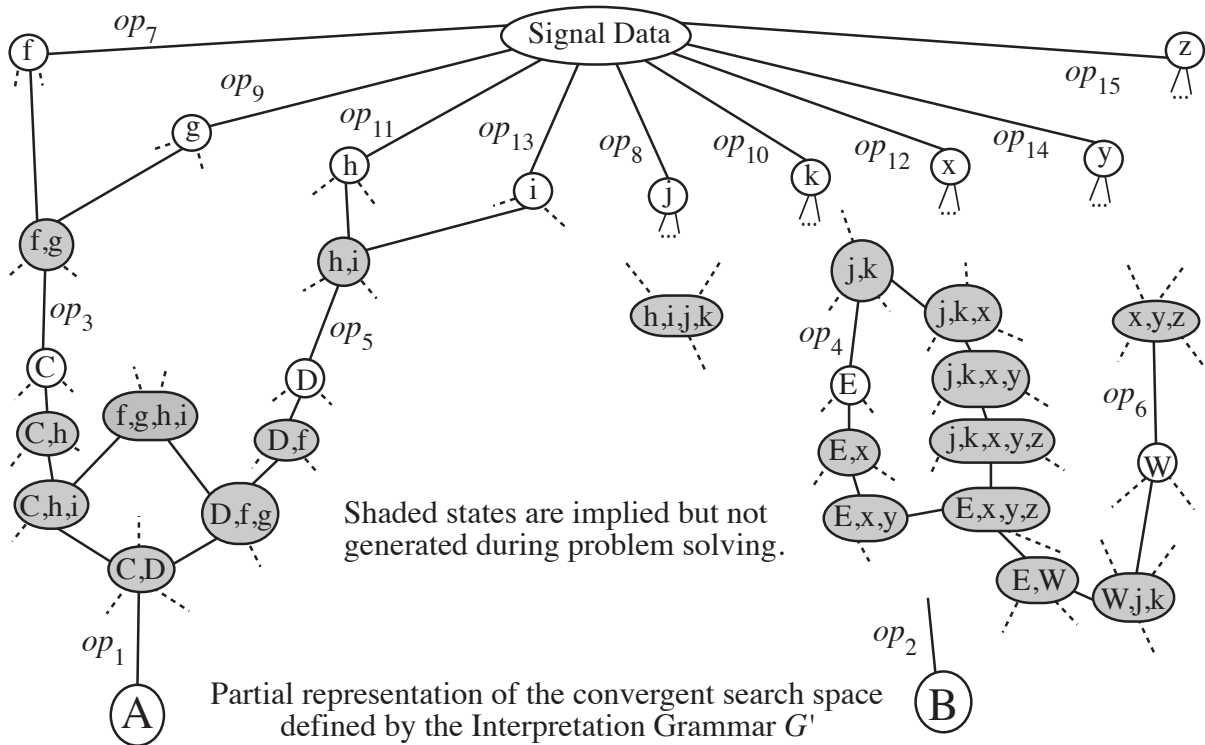 Signal Data
f
op7
z
op9
op15
g
op11
op13
op8
op10
op12
op14
y
h
i
j
k
x
f,g
h,i
j,k
h,i,j,k
j,k,x
x,y,z
op3
op5
op4
C
D
E
j,k,x,y
op6
f,g,h,i
C,h
D,f
E,x
j,k,x,y,z
W
C,h,i
D,f,g
Shaded states are implied but not
generated during problem solving.
E,x,y
E,x,y,z
C,D
E,W
W,j,k
op1
op2
A
Partial representation of the convergent search space
defined by the Interpretation Grammar G'
B